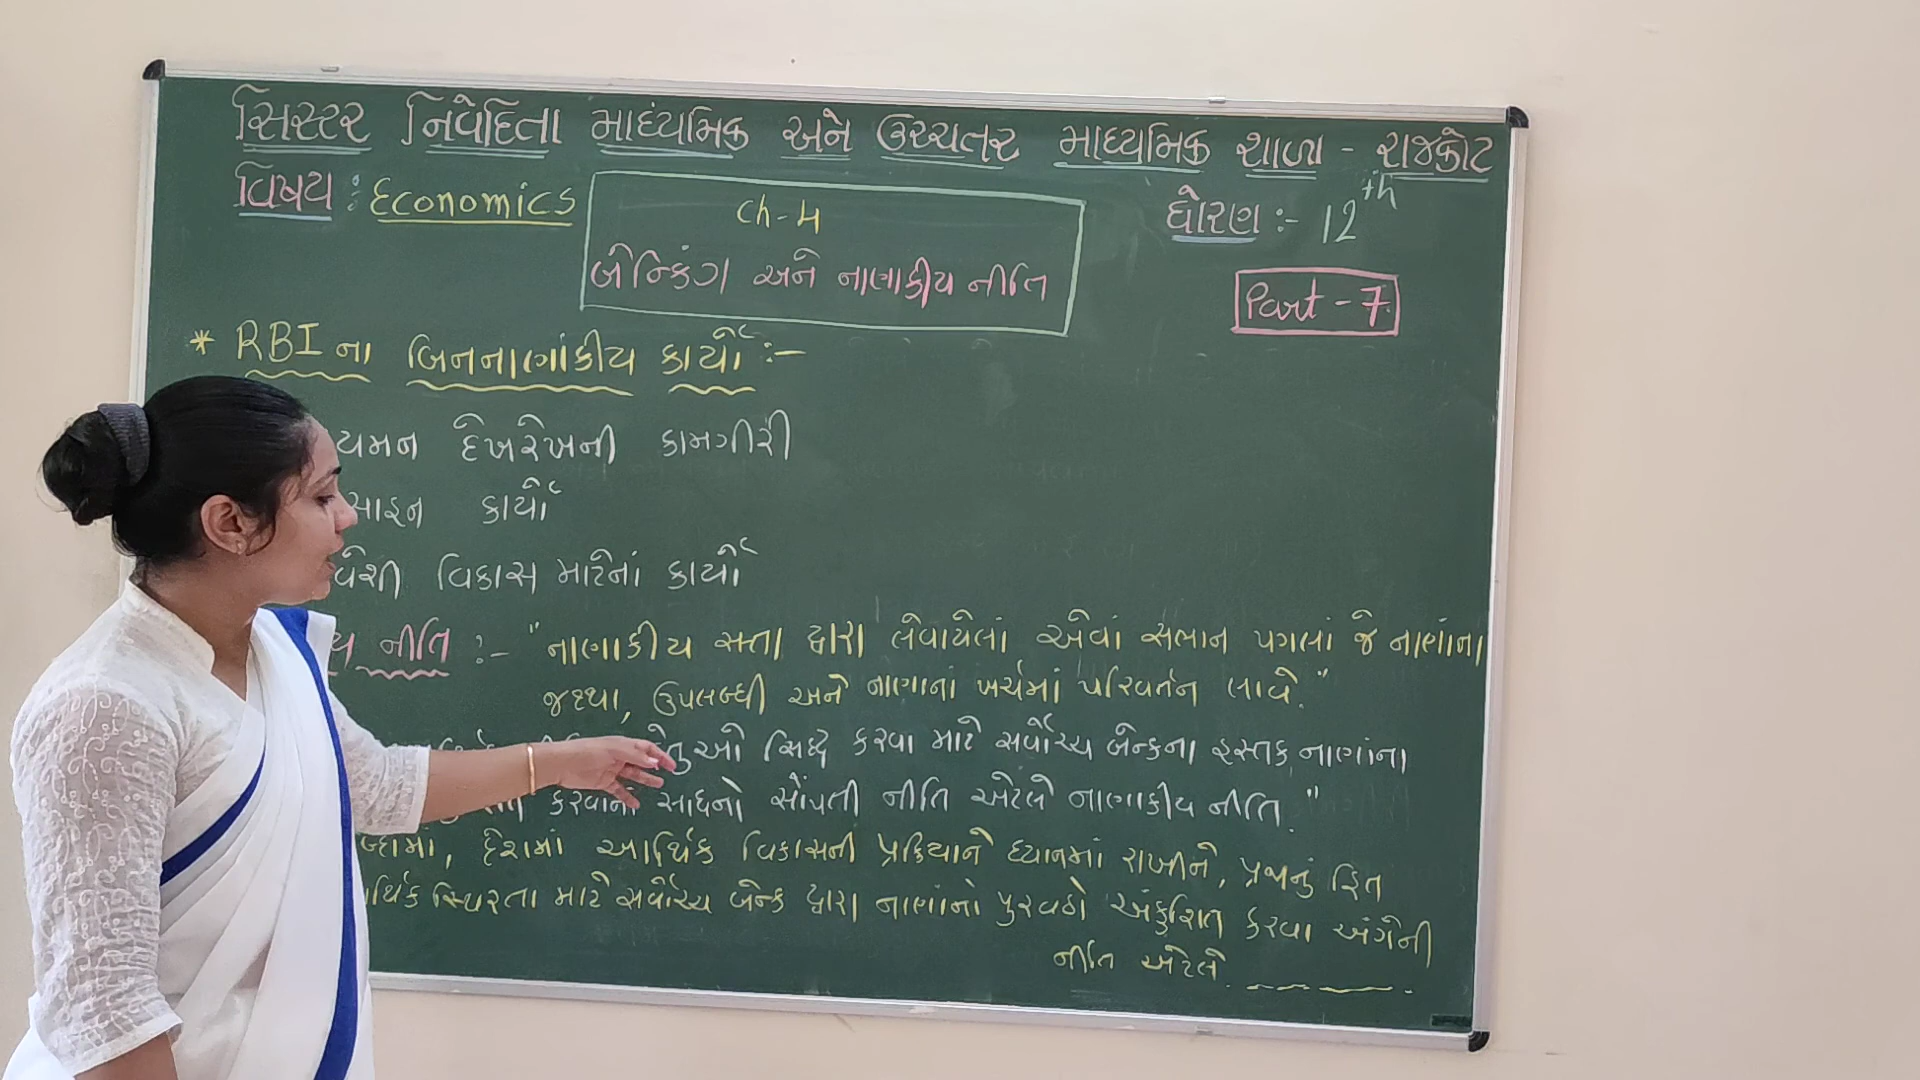 સિસ્ટર નિવેદિતા માધ્યમિક અને ઉચ્ચતર માધ્યમિક શાળા - રાજકોટ
વિષય : Economics
Ch-4
ધોરણ :- 12th
બેન્કિંગ અને નાણાકીય નીતિ
Part - 7
* RBI ના બિનનાણાંકીય કાર્યો :-
યમન દેખરેખની કામગીરી
કાર્યો
વેશી વિકાસ માટેનાં કાર્યો
ય નીતિ :- "નાણાકીય સત્તા દ્વારા લેવાયેલાં એવાં સભાન પગલાં જે નાણાંના
જથ્થા, ઉપલબ્ધી અને નાણાનાં ખર્ચમાં પરિવર્તન લાવે."
સિદ્ધ કરવા માટે સર્વોચ્ચ બેન્કના હસ્તક નાણાંના
કરવાનાં સાધનો સોંપતી નીતિ એટલે નાણાકીય નીતિ."
દેશમાં આર્થિક વિકાસની પ્રક્રિયાને ધ્યાનમાં રાખીને, પ્રજાનું હિત
ર્થિક સ્થિરતા માટે સર્વોચ્ચ બેન્ક દ્વારા નાણાંનો પુરવઠો અંકુશિત કરવા અંગેની
નીતિ એટલે _ _ _ _ _ .